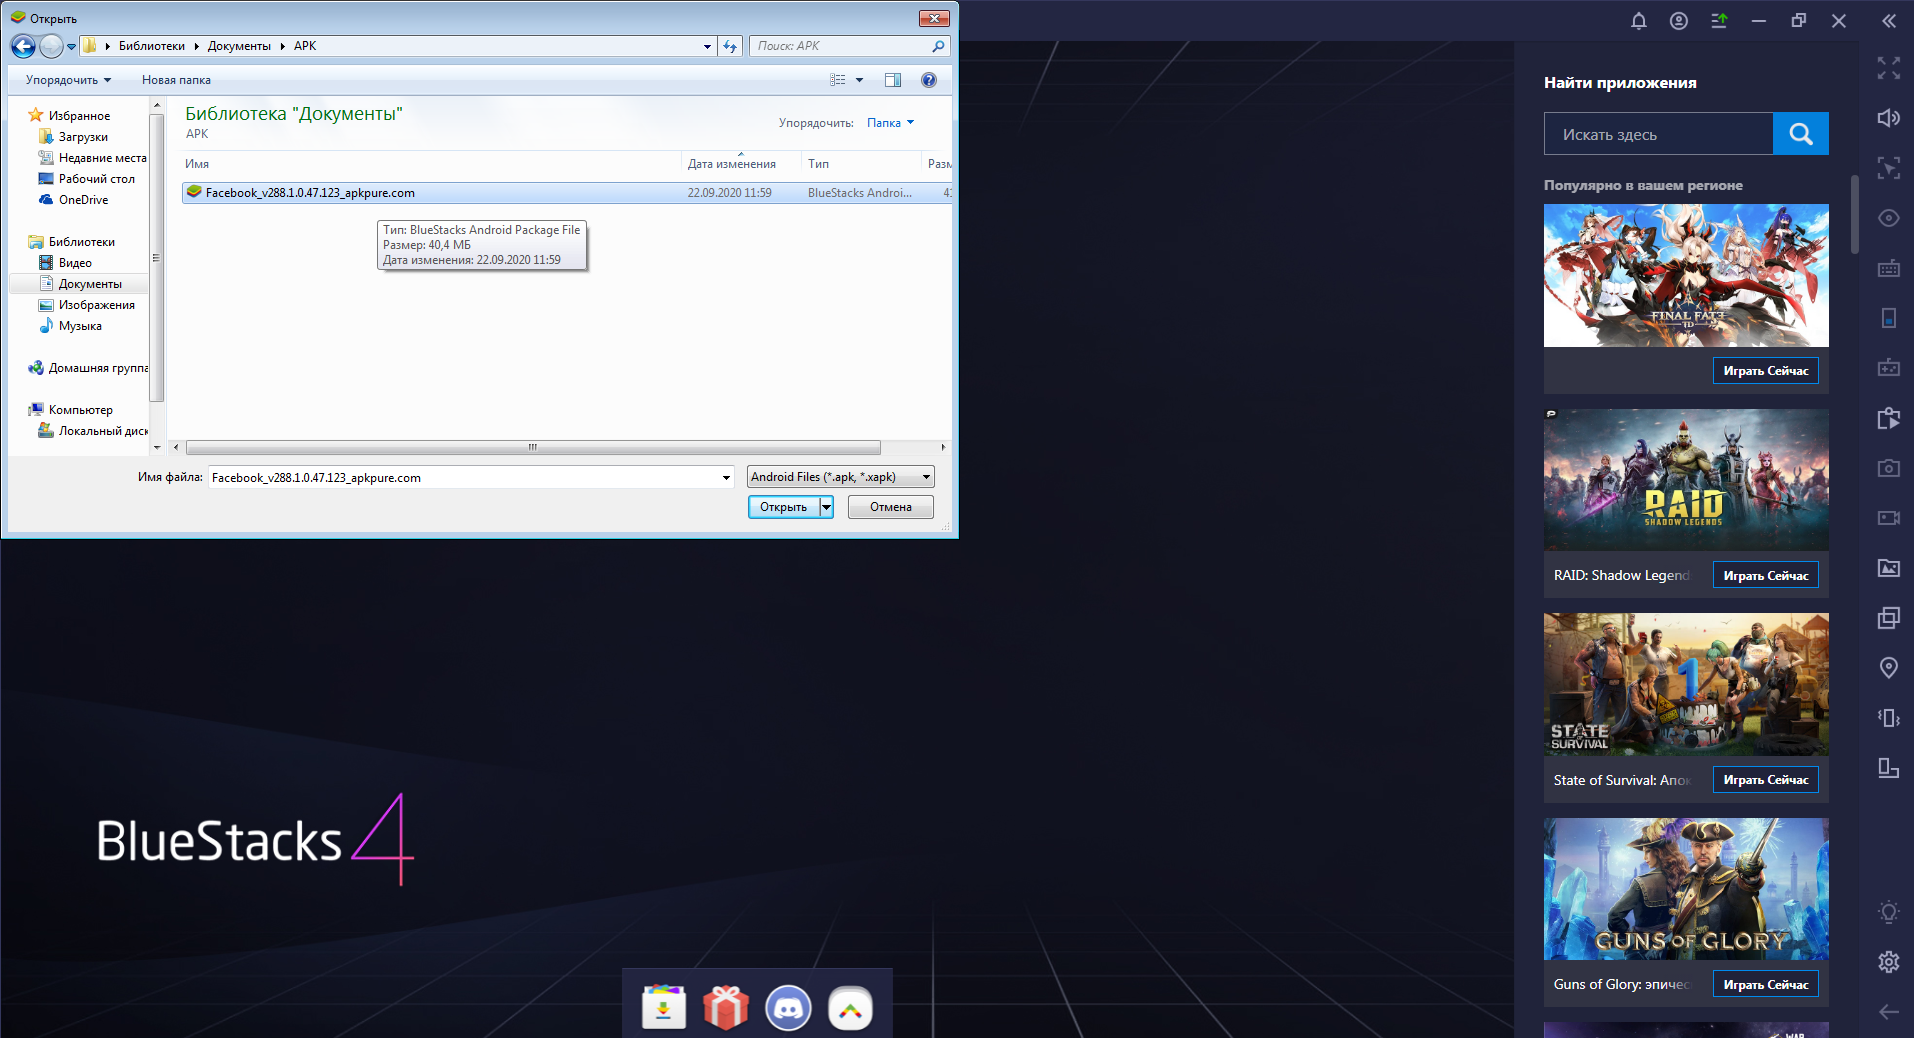 Открыть
Библиотеки
Документы
APK
Поиск: APK
Упорядочить
Новая папка
Избранное
Загрузки
Недавние места
Рабочий стол
OneDrive
Библиотеки
Видео
Документы
Изображения
Музыка
Домашняя группа
Компьютер
Локальный диск
Библиотека "Документы"
APK
Упорядочить:
Папка
Имя
Дата изменения
Тип
Разм
Facebook_v288.1.0.47.123_apkpure.com
22.09.2020 11:59
BlueStacks Androi...
Тип: BlueStacks Android Package File
Размер: 40,4 МБ
Дата изменения: 22.09.2020 11:59
Имя файла:
Facebook_v288.1.0.47.123_apkpure.com
Android Files (*.apk, *.xapk)
Открыть
Отмена
BlueStacks 4
Найти приложения
Искать здесь
Популярно в вашем регионе
FINAL FATE
TD
Играть Сейчас
RAID
SHADOW LEGENDS
RAID: Shadow Legend
Играть Сейчас
1
STATE
OF
SURVIVAL
State of Survival: Апок
Играть Сейчас
GUNS OF GLORY
Guns of Glory: эпичес
Играть Сейчас